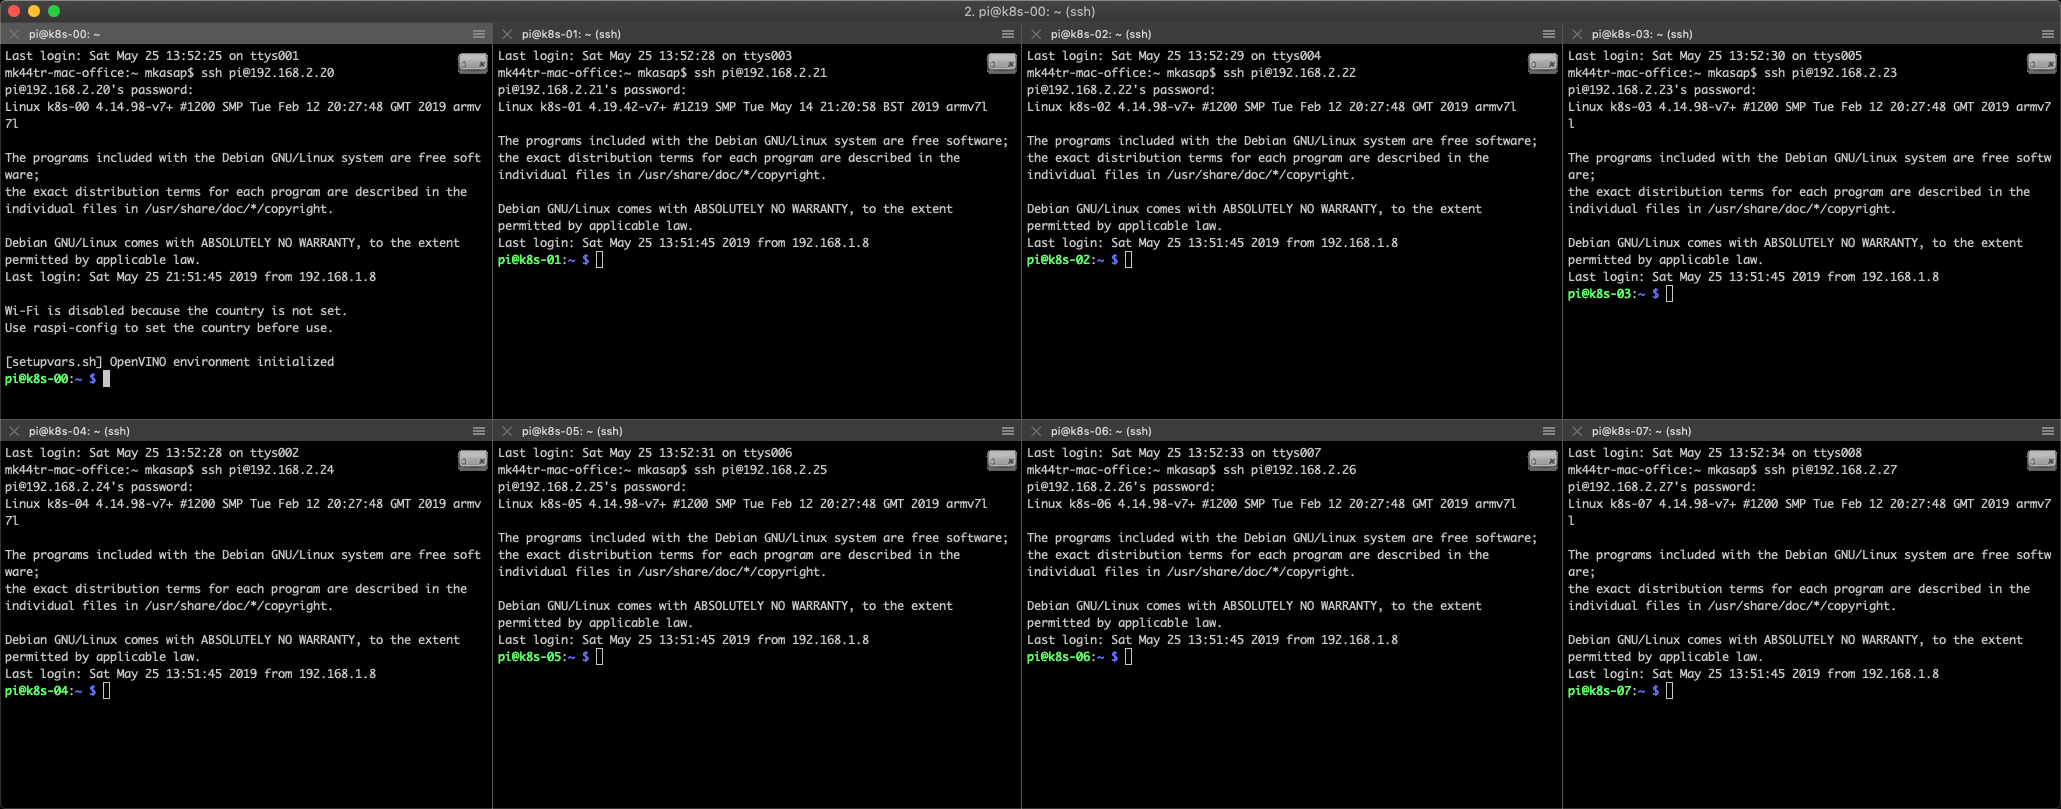 2. pi@k8s-00: ~ (ssh)
pi@k8s-00: ~
Last login: Sat May 25 13:52:25 on ttys001
mk44tr-mac-office:~ mkasap$ ssh pi@192.168.2.20
pi@192.168.2.20's password:
Linux k8s-00 4.14.98-v7+ #1200 SMP Tue Feb 12 20:27:48 GMT 2019 armv
7l
The programs included with the Debian GNU/Linux system are free soft
ware;
the exact distribution terms for each program are described in the
individual files in /usr/share/doc/*/copyright.
Debian GNU/Linux comes with ABSOLUTELY NO WARRANTY, to the extent
permitted by applicable law.
Last login: Sat May 25 21:51:45 2019 from 192.168.1.8
Wi-Fi is disabled because the country is not set.
Use raspi-config to set the country before use.
[setupvars.sh] OpenVINO environment initialized
pi@k8s-00:~ $
pi@k8s-01: ~ (ssh)
Last login: Sat May 25 13:52:28 on ttys003
mk44tr-mac-office:~ mkasap$ ssh pi@192.168.2.21
pi@192.168.2.21's password:
Linux k8s-01 4.19.42-v7+ #1219 SMP Tue May 14 21:20:58 BST 2019 armv7l
The programs included with the Debian GNU/Linux system are free software;
the exact distribution terms for each program are described in the
individual files in /usr/share/doc/*/copyright.
Debian GNU/Linux comes with ABSOLUTELY NO WARRANTY, to the extent
permitted by applicable law.
Last login: Sat May 25 13:51:45 2019 from 192.168.1.8
pi@k8s-01:~ $
pi@k8s-02: ~ (ssh)
Last login: Sat May 25 13:52:29 on ttys004
mk44tr-mac-office:~ mkasap$ ssh pi@192.168.2.22
pi@192.168.2.22's password:
Linux k8s-02 4.14.98-v7+ #1200 SMP Tue Feb 12 20:27:48 GMT 2019 armv7l
The programs included with the Debian GNU/Linux system are free software;
the exact distribution terms for each program are described in the
individual files in /usr/share/doc/*/copyright.
Debian GNU/Linux comes with ABSOLUTELY NO WARRANTY, to the extent
permitted by applicable law.
Last login: Sat May 25 13:51:45 2019 from 192.168.1.8
pi@k8s-02:~ $
pi@k8s-03: ~ (ssh)
Last login: Sat May 25 13:52:30 on ttys005
mk44tr-mac-office:~ mkasap$ ssh pi@192.168.2.23
pi@192.168.2.23's password:
Linux k8s-03 4.14.98-v7+ #1200 SMP Tue Feb 12 20:27:48 GMT 2019 armv7
l
The programs included with the Debian GNU/Linux system are free softw
are;
the exact distribution terms for each program are described in the
individual files in /usr/share/doc/*/copyright.
Debian GNU/Linux comes with ABSOLUTELY NO WARRANTY, to the extent
permitted by applicable law.
Last login: Sat May 25 13:51:45 2019 from 192.168.1.8
pi@k8s-03:~ $
pi@k8s-04: ~ (ssh)
Last login: Sat May 25 13:52:28 on ttys002
mk44tr-mac-office:~ mkasap$ ssh pi@192.168.2.24
pi@192.168.2.24's password:
Linux k8s-04 4.14.98-v7+ #1200 SMP Tue Feb 12 20:27:48 GMT 2019 armv
7l
The programs included with the Debian GNU/Linux system are free soft
ware;
the exact distribution terms for each program are described in the
individual files in /usr/share/doc/*/copyright.
Debian GNU/Linux comes with ABSOLUTELY NO WARRANTY, to the extent
permitted by applicable law.
Last login: Sat May 25 13:51:45 2019 from 192.168.1.8
pi@k8s-04:~ $
pi@k8s-05: ~ (ssh)
Last login: Sat May 25 13:52:31 on ttys006
mk44tr-mac-office:~ mkasap$ ssh pi@192.168.2.25
pi@192.168.2.25's password:
Linux k8s-05 4.14.98-v7+ #1200 SMP Tue Feb 12 20:27:48 GMT 2019 armv7l
The programs included with the Debian GNU/Linux system are free software;
the exact distribution terms for each program are described in the
individual files in /usr/share/doc/*/copyright.
Debian GNU/Linux comes with ABSOLUTELY NO WARRANTY, to the extent
permitted by applicable law.
Last login: Sat May 25 13:51:45 2019 from 192.168.1.8
pi@k8s-05:~ $
pi@k8s-06: ~ (ssh)
Last login: Sat May 25 13:52:33 on ttys007
mk44tr-mac-office:~ mkasap$ ssh pi@192.168.2.26
pi@192.168.2.26's password:
Linux k8s-06 4.14.98-v7+ #1200 SMP Tue Feb 12 20:27:48 GMT 2019 armv7l
The programs included with the Debian GNU/Linux system are free software;
the exact distribution terms for each program are described in the
individual files in /usr/share/doc/*/copyright.
Debian GNU/Linux comes with ABSOLUTELY NO WARRANTY, to the extent
permitted by applicable law.
Last login: Sat May 25 13:51:45 2019 from 192.168.1.8
pi@k8s-06:~ $
pi@k8s-07: ~ (ssh)
Last login: Sat May 25 13:52:34 on ttys008
mk44tr-mac-office:~ mkasap$ ssh pi@192.168.2.27
pi@192.168.2.27's password:
Linux k8s-07 4.14.98-v7+ #1200 SMP Tue Feb 12 20:27:48 GMT 2019 armv7
l
The programs included with the Debian GNU/Linux system are free softw
are;
the exact distribution terms for each program are described in the
individual files in /usr/share/doc/*/copyright.
Debian GNU/Linux comes with ABSOLUTELY NO WARRANTY, to the extent
permitted by applicable law.
Last login: Sat May 25 13:51:45 2019 from 192.168.1.8
pi@k8s-07:~ $